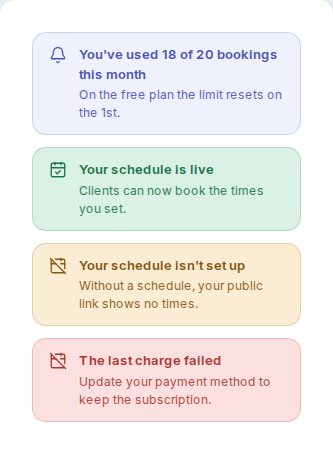 You've used 18 of 20 bookings
this month
On the free plan the limit resets on
the 1st.
Your schedule is live
Clients can now book the times
you set.
Your schedule isn't set up
Without a schedule, your public
link shows no times.
The last charge failed
Update your payment method to
keep the subscription.